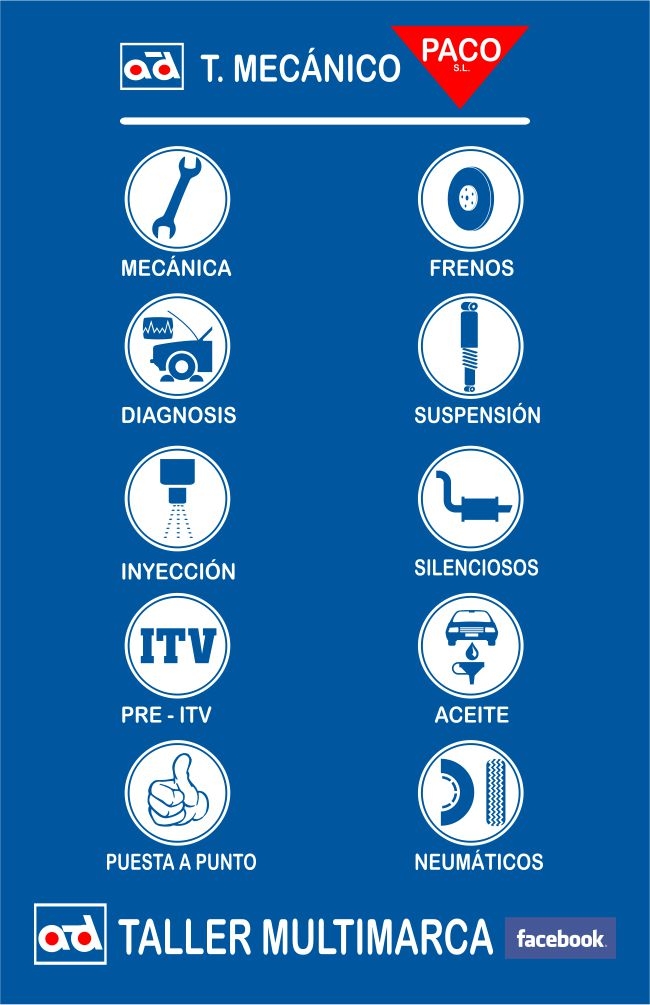 ad T. MECÁNICO PACO
S.L.
MECÁNICA FRENOS
DIAGNOSIS SUSPENSIÓN
INYECCIÓN SILENCIOSOS
ITV
PRE - ITV ACEITE
PUESTA A PUNTO NEUMÁTICOS
ad TALLER MULTIMARCA facebook